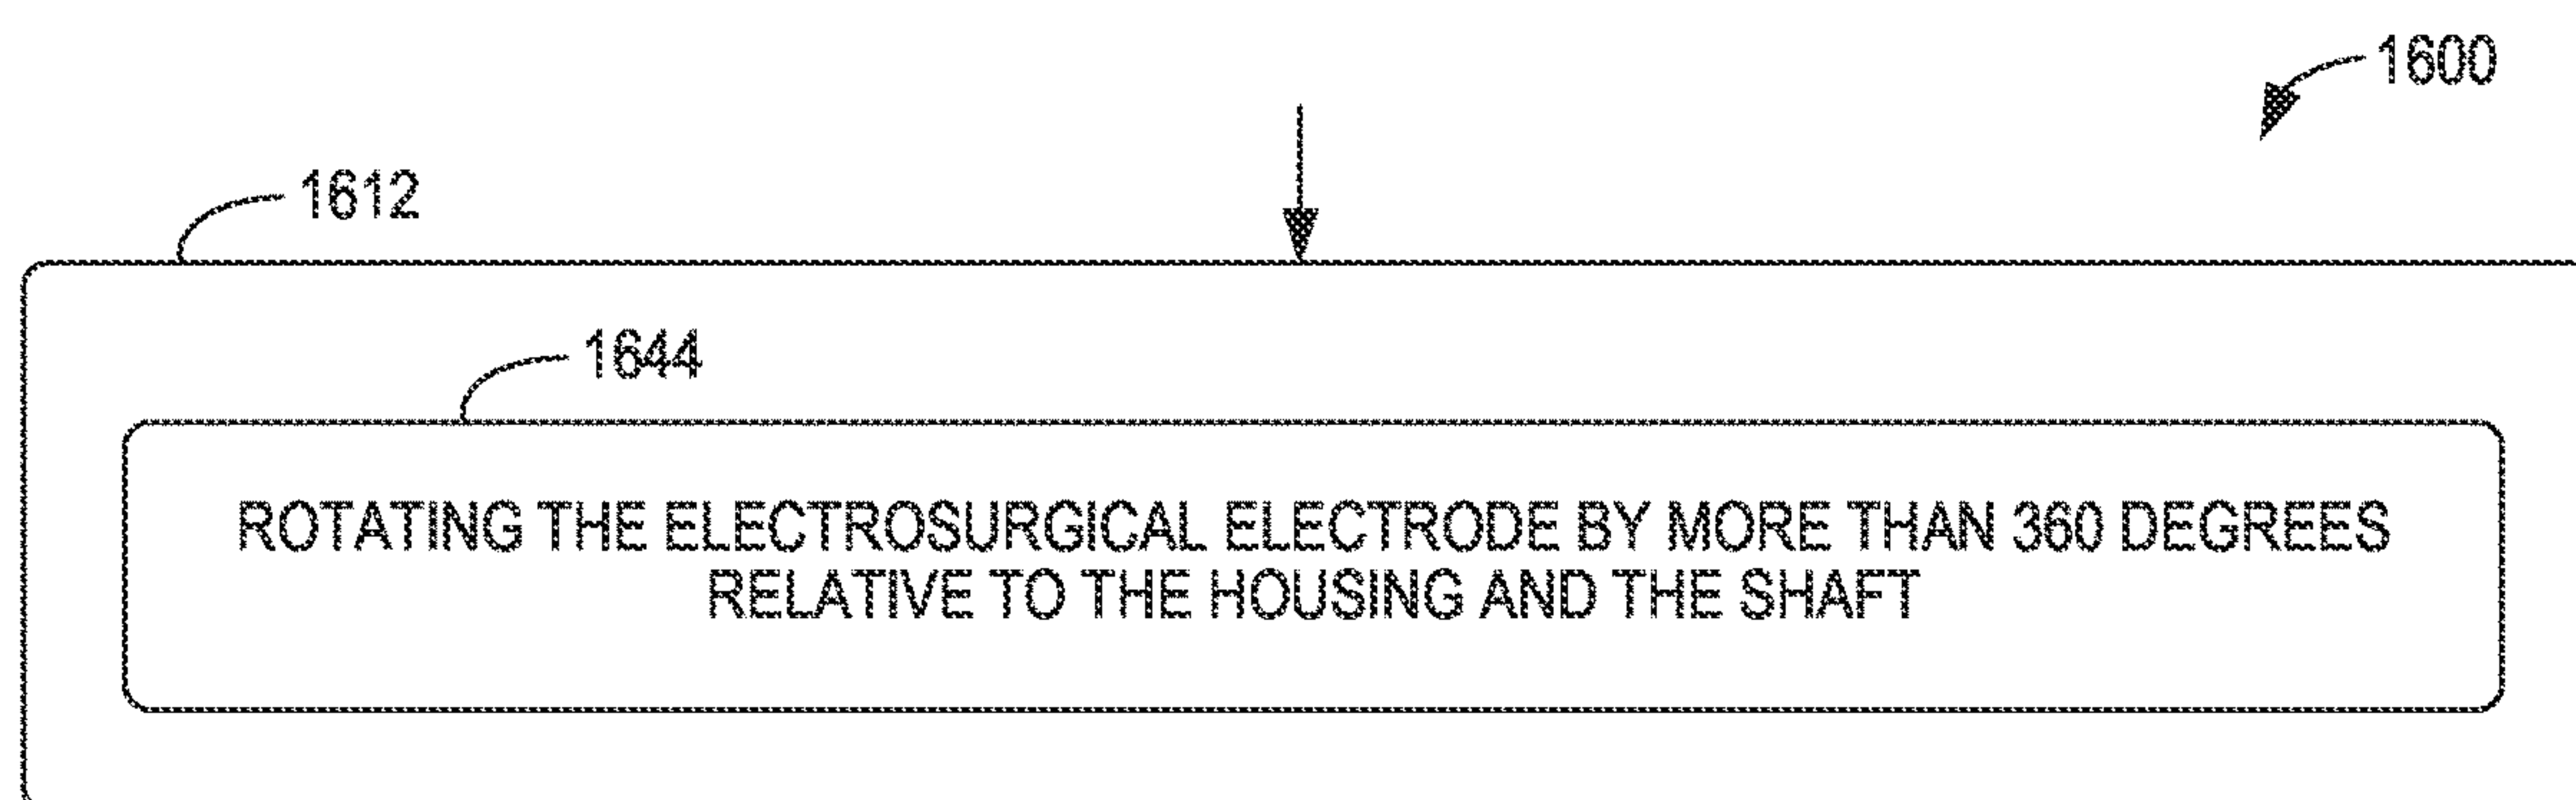 1600
1612
1644
ROTATING THE ELECTROSURGICAL ELECTRODE BY MORE THAN 360 DEGREES
RELATIVE TO THE HOUSING AND THE SHAFT